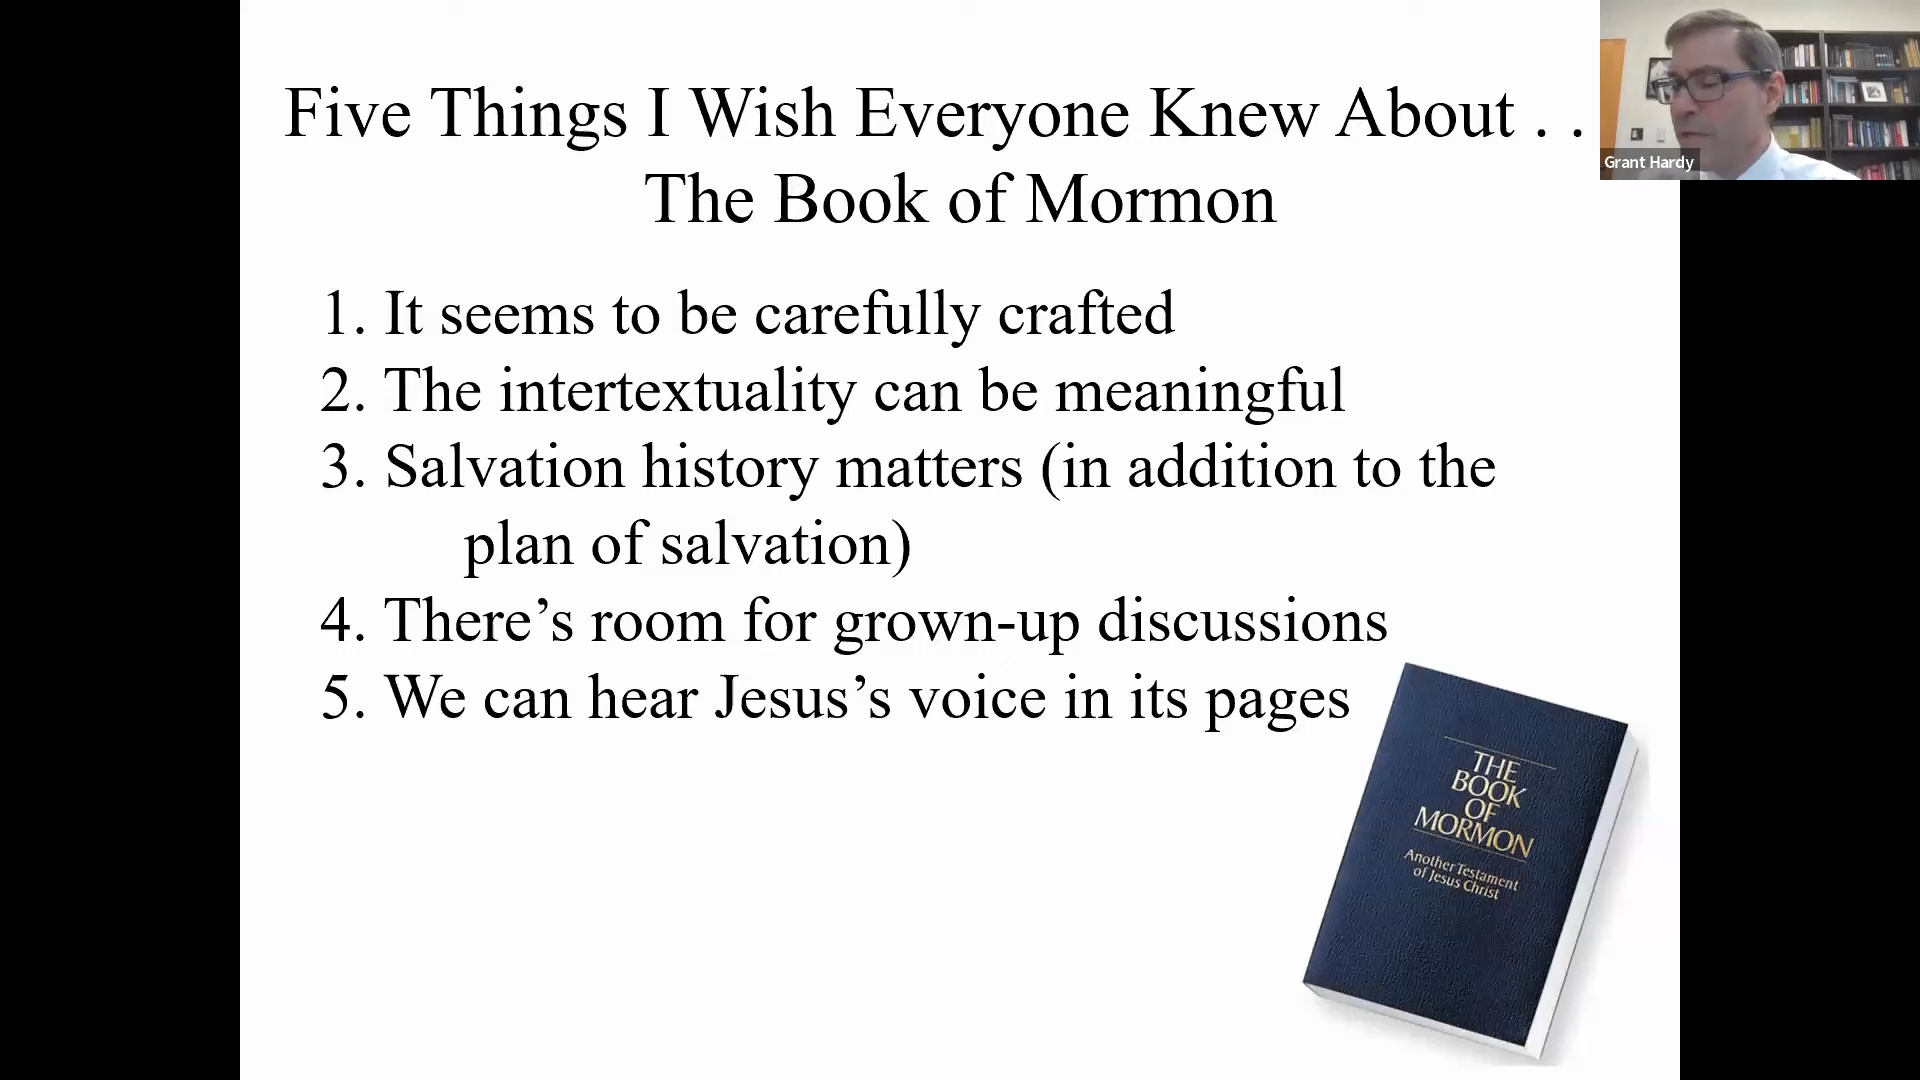 Five Things I Wish Everyone Knew About . .
The Book of Mormon
1. It seems to be carefully crafted
2. The intertextuality can be meaningful
3. Salvation history matters (in addition to the
plan of salvation)
4. There’s room for grown-up discussions
5. We can hear Jesus’s voice in its pages
Grant Hardy
THE
BOOK
OF
MORMON
Another Testament
of Jesus Christ